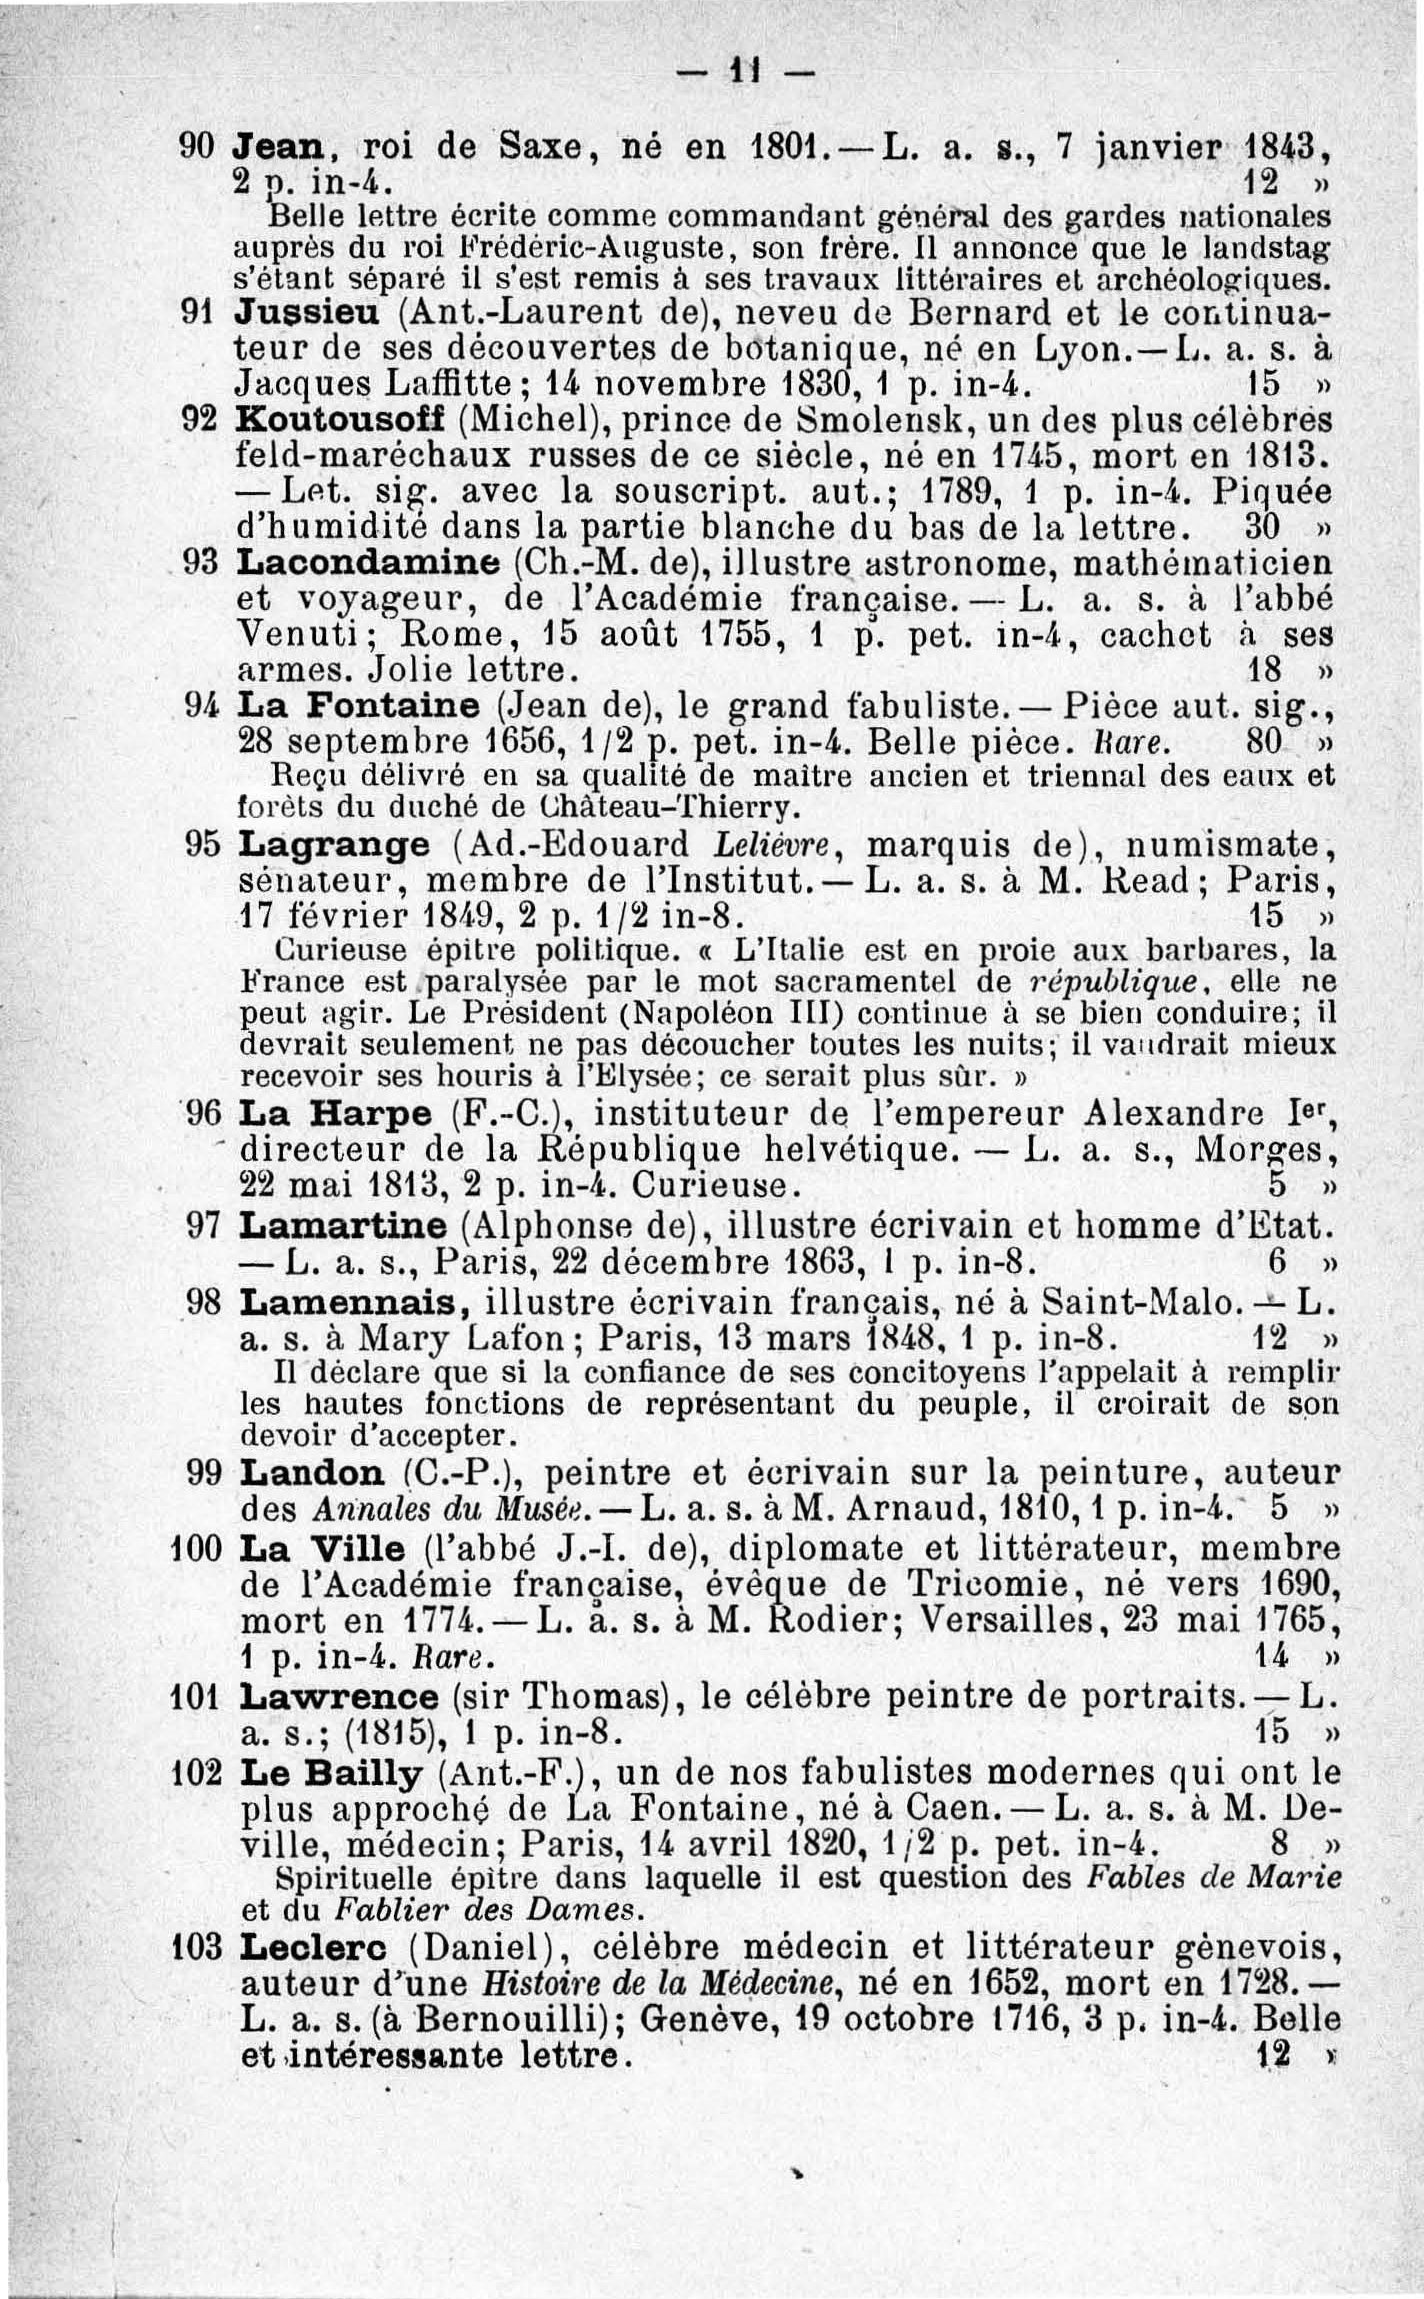 — 11 —
90 Jean, roi de Saxe, né en 1801. — L. a. s., 7 janvier 1843,
2 p. in-4. 12 »
Belle lettre écrite comme commandant général des gardes nationales
auprès du roi Frédéric-Auguste, son frère. Il annonce que le landstag
s'étant séparé il s'est remis à ses travaux littéraires et archéologiques.
91 Jussieu (Ant.-Laurent de), neveu de Bernard et le continua-
teur de ses découvertes de botanique, né en Lyon. — L. a. s. à
Jacques Laffitte; 14 novembre 1830, 1 p. in-4. 15 »
92 Koutousoff (Michel), prince de Smolensk, un des plus célèbres
feld-maréchaux russes de ce siècle, né en 1745, mort en 1813.
— Let. sig. avec la souscript. aut.; 1789, 1 p. in-4. Piquée
d'humidité dans la partie blanche du bas de la lettre. 30 »
93 Lacondamine (Ch.-M. de), illustre astronome, mathématicien
et voyageur, de l'Académie française. — L. a. s. à l'abbé
Venuti; Rome, 15 août 1755, 1 p. pet. in-4, cachet à ses
armes. Jolie lettre. 18 »
94 La Fontaine (Jean de), le grand fabuliste. — Pièce aut. sig.,
28 septembre 1656, 1/2 p. pet. in-4. Belle pièce. Rare. 80 »
Reçu délivré en sa qualité de maître ancien et triennal des eaux et
forêts du duché de Château-Thierry.
95 Lagrange (Ad.-Edouard Lelièvre, marquis de), numismate,
sénateur, membre de l'Institut. — L. a. s. à M. Read; Paris,
17 février 1849, 2 p. 1/2 in-8. 15 »
Curieuse épître politique. « L'Italie est en proie aux barbares, la
France est paralysée par le mot sacramentel de république, elle ne
peut agir. Le Président (Napoléon III) continue à se bien conduire; il
devrait seulement ne pas découcher toutes les nuits; il vaudrait mieux
recevoir ses houris à l'Elysée; ce serait plus sûr. »
96 La Harpe (F.-C.), instituteur de l'empereur Alexandre Ier,
directeur de la République helvétique. — L. a. s., Morges,
22 mai 1813, 2 p. in-4. Curieuse. 5 »
97 Lamartine (Alphonse de), illustre écrivain et homme d'Etat.
— L. a. s., Paris, 22 décembre 1863, 1 p. in-8. 6 »
98 Lamennais, illustre écrivain français, né à Saint-Malo. — L.
a. s. à Mary Lafon; Paris, 13 mars 1848, 1 p. in-8. 12 »
Il déclare que si la confiance de ses concitoyens l'appelait à remplir
les hautes fonctions de représentant du peuple, il croirait de son
devoir d'accepter.
99 Landon (C.-P.), peintre et écrivain sur la peinture, auteur
des Annales du Musée. — L. a. s. à M. Arnaud, 1810, 1 p. in-4. 5 »
100 La Ville (l'abbé J.-I. de), diplomate et littérateur, membre
de l'Académie française, évêque de Tricomie, né vers 1690,
mort en 1774. — L. a. s. à M. Rodier; Versailles, 23 mai 1765,
1 p. in-4. Rare. 14 »
101 Lawrence (sir Thomas), le célèbre peintre de portraits. — L.
a. s.; (1815), 1 p. in-8. 15 »
102 Le Bailly (Ant.-F.), un de nos fabulistes modernes qui ont le
plus approché de La Fontaine, né à Caen. — L. a. s. à M. De-
ville, médecin; Paris, 14 avril 1820, 1/2 p. pet. in-4. 8 »
Spirituelle épître dans laquelle il est question des Fables de Marie
et du Fablier des Dames.
103 Leclerc (Daniel), célèbre médecin et littérateur gènevois,
auteur d'une Histoire de la Médecine, né en 1652, mort en 1728. —
L. a. s. (à Bernouilli); Genève, 19 octobre 1716, 3 p. in-4. Belle
et intéressante lettre. 12 »